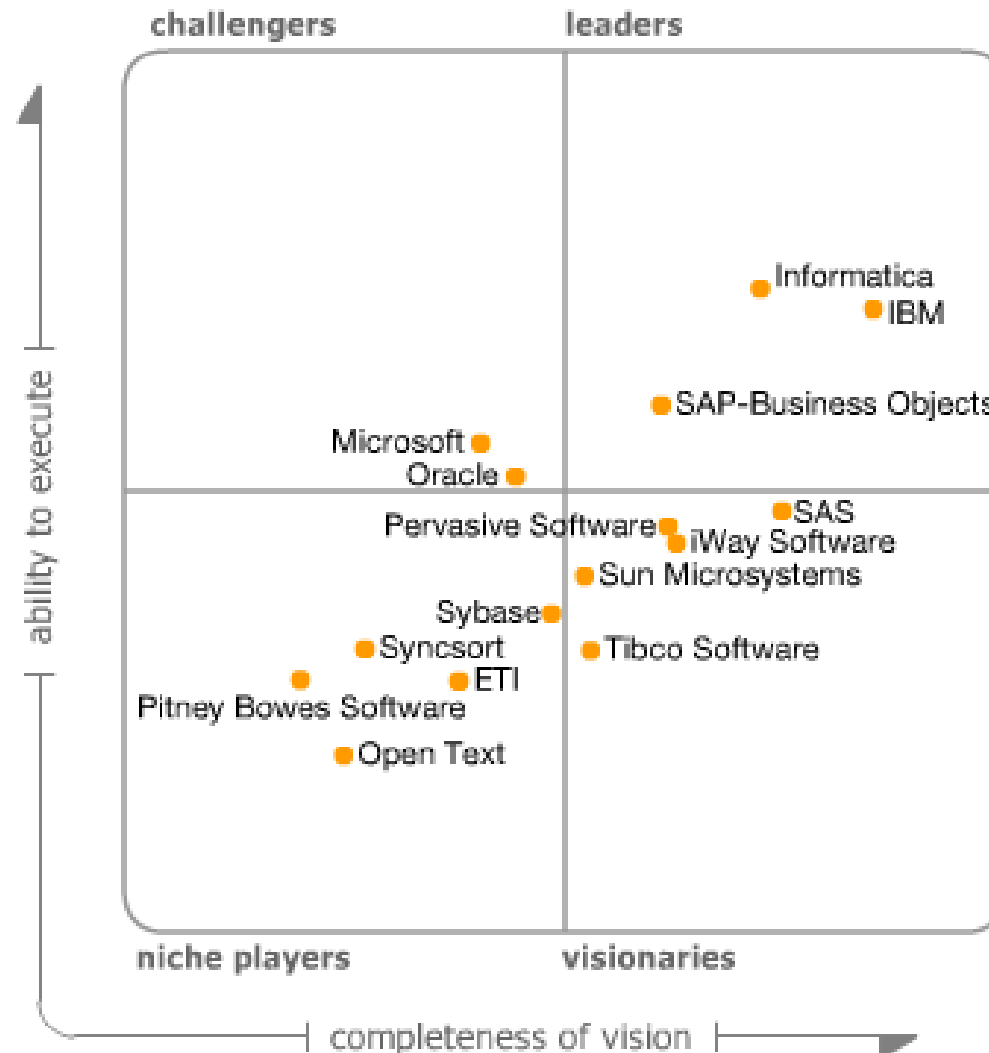 challengers
leaders
Informatica
IBM
SAP-Business Objects
Microsoft
Oracle
SAS
Pervasive Software
iWay Software
Sun Microsystems
Sybase
Syncsort
Tibco Software
ETI
Pitney Bowes Software
Open Text
niche players
visionaries
ability to execute
completeness of vision